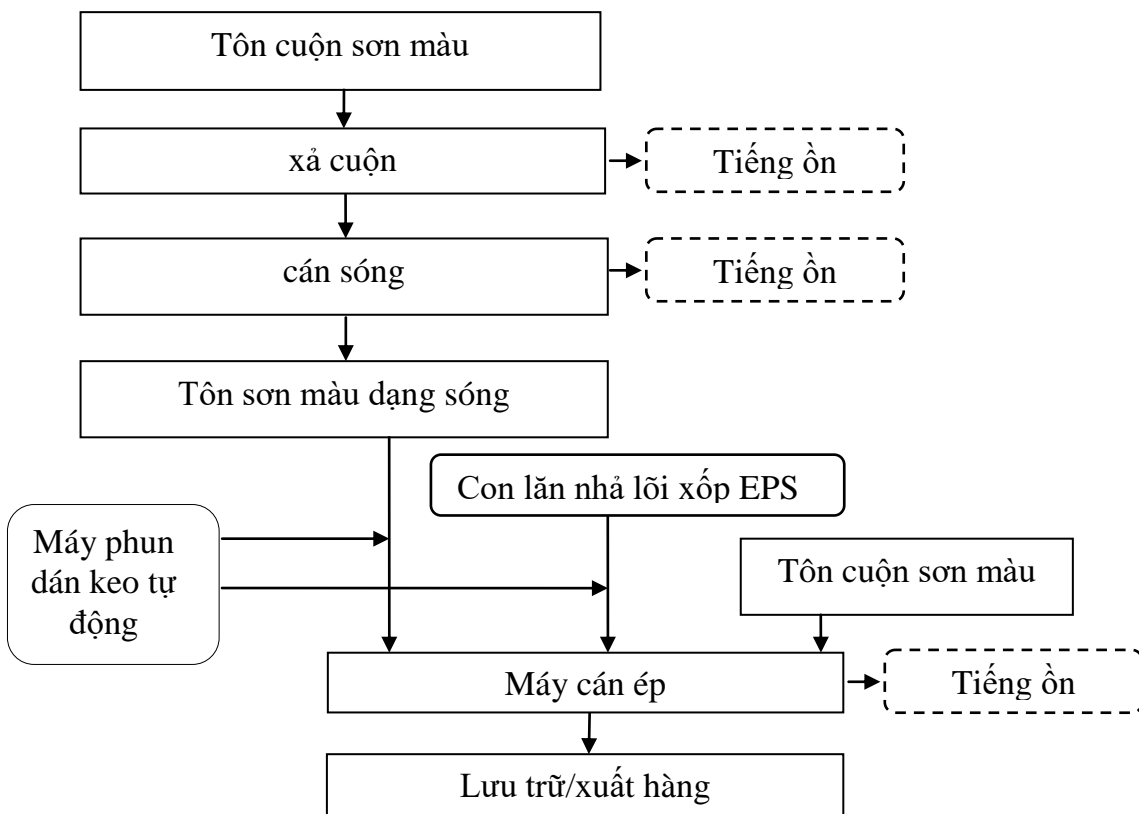 Tôn cuộn sơn màu
xả cuộn
Tiếng ồn
cán sóng
Tiếng ồn
Tôn sơn màu dạng sóng
Con lăn nhả lõi xốp EPS
Máy phun
dán keo tự
động
Tôn cuộn sơn màu
Máy cán ép
Tiếng ồn
Lưu trữ/xuất hàng